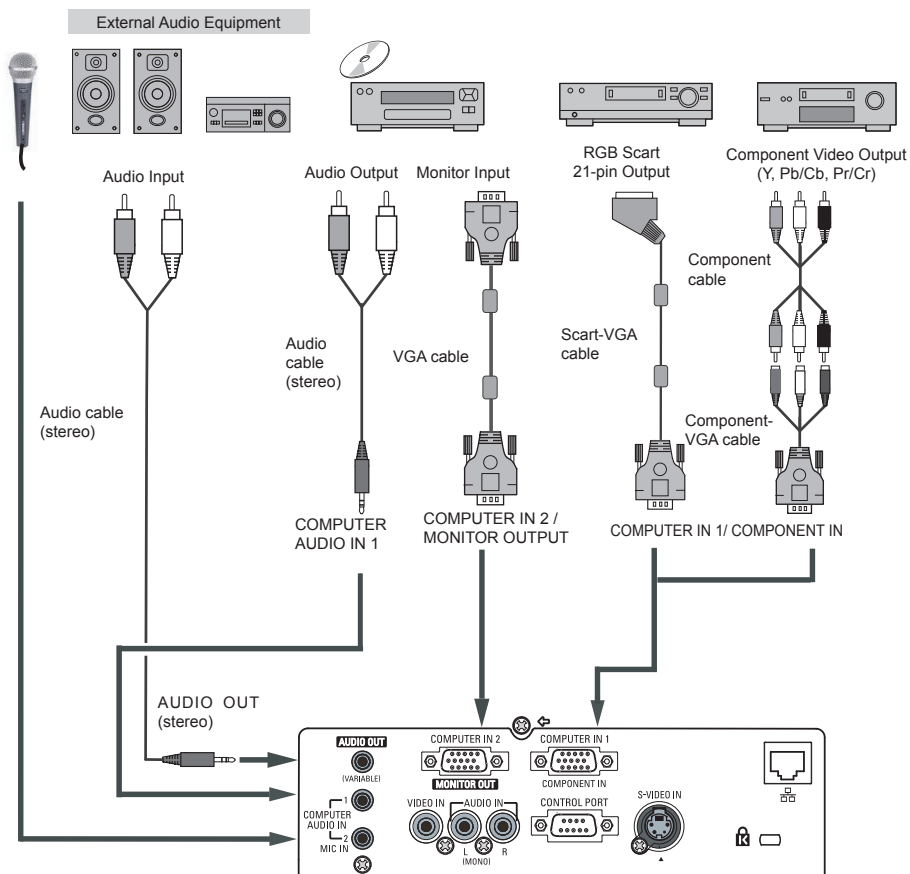 External Audio Equipment
Audio Input
Audio Output
Monitor Input
RGB Scart
21-pin Output
Component Video Output
(Y, Pb/Cb, Pr/Cr)
Component
cable
Audio
cable
(stereo)
VGA cable
Scart-VGA
cable
Audio cable
(stereo)
Component-
VGA cable
COMPUTER
AUDIO IN 1
COMPUTER IN 2 /
MONITOR OUTPUT
COMPUTER IN 1/ COMPONENT IN
AUDIO OUT
(stereo)
AUDIO OUT
(VARIABLE)
COMPUTER IN 2
MONITOR OUT
COMPUTER IN 1
COMPONENT IN
1
COMPUTER
AUDIO IN
2
MIC IN
VIDEO IN
AUDIO IN
L
(MONO)
R
CONTROL PORT
S-VIDEO IN
K